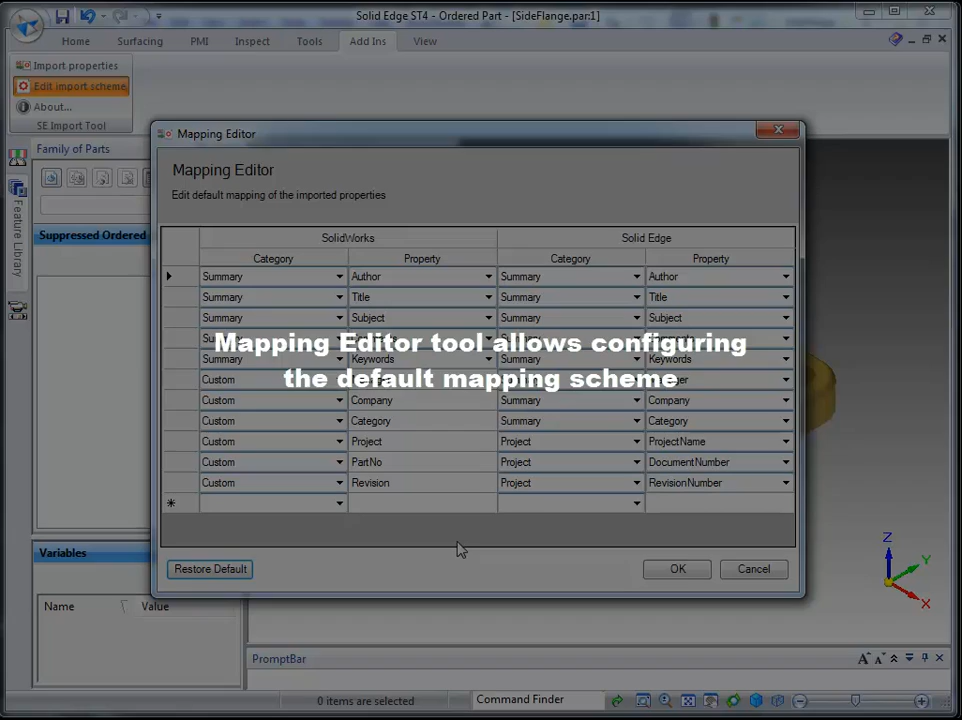 Solid Edge ST4 - Ordered Part - [SideFlange.par:1]
Home Surfacing PMI Inspect Tools Add Ins View
Import properties
Edit import scheme
About...
SE Import Tool
Family of Parts
Feature Library
Suppressed Ordered
Mapping Editor
Mapping Editor
Edit default mapping of the imported properties
SolidWorks Solid Edge
Category Property Category Property
Summary Author Summary Author
Summary Title Summary Title
Summary Subject Summary Subject
Mapping Editor tool allows configuring
Summary Keywords Summary Keywords
the default mapping scheme
Custom
Custom Company Summary Company
Custom Category Summary Category
Custom Project Project ProjectName
Custom PartNo Project DocumentNumber
Custom Revision Project RevisionNumber
*
Restore Default OK Cancel
Variables
Name Value
Z
Y
X
PromptBar
0 items are selected Command Finder